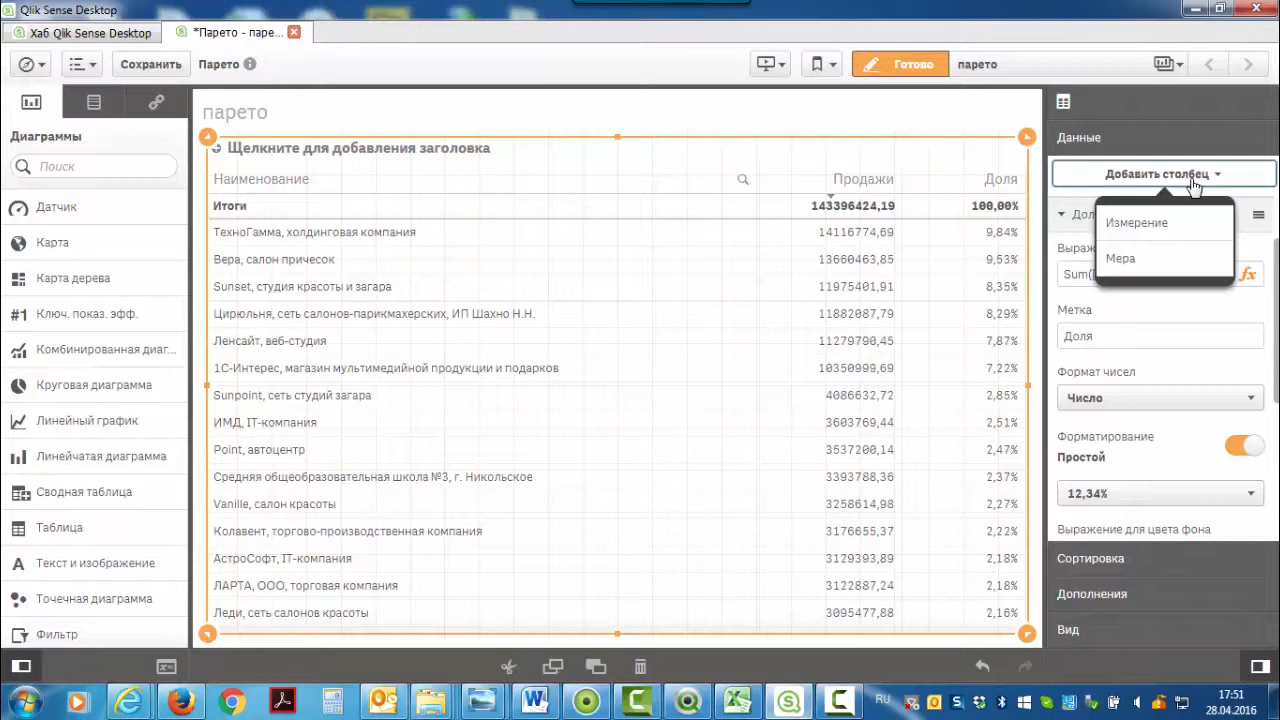 Qlik Sense Desktop
Хаб Qlik Sense Desktop
*Парето - паре...
Сохранить
Парето
Готово
парето
Диаграммы
Поиск
Датчик
Карта
Карта дерева
#1 Ключ. показ. эфф.
Комбинированная диаг...
Круговая диаграмма
Линейный график
Линейчатая диаграмма
Сводная таблица
Таблица
A Текст и изображение
Точечная диаграмма
Фильтр
парето
Щелкните для добавления заголовка
Наименование Продажи Доля
Итоги 143396424,19 100,00%
ТехноГамма, холдинговая компания 14116774,69 9,84%
Вера, салон причесок 13660463,85 9,53%
Sunset, студия красоты и загара 11975401,91 8,35%
Цирюльня, сеть салонов-парикмахерских, ИП Шахно Н.Н. 11882087,79 8,29%
Ленсайт, веб-студия 11279790,45 7,87%
1С-Интерес, магазин мультимедийной продукции и подарков 10350999,69 7,22%
Sunpoint, сеть студий загара 4086632,72 2,85%
ИМД, IT-компания 3603769,44 2,51%
Point, автоцентр 3537200,14 2,47%
Средняя общеобразовательная школа №3, г. Никольское 3393788,36 2,37%
Vanille, салон красоты 3258614,98 2,27%
Колавент, торгово-производственная компания 3176655,37 2,22%
АстроСофт, IT-компания 3129393,89 2,18%
ЛАРТА, ООО, торговая компания 3122887,24 2,18%
Леди, сеть салонов красоты 3095477,88 2,16%
Данные
Добавить столбец
Измерение
Мера
Дол
Выраж
Sum(
fx
Метка
Доля
Формат чисел
Число
Форматирование
Простой
12,34%
Выражение для цвета фона
Сортировка
Дополнения
Вид
RU
17:51
28.04.2016